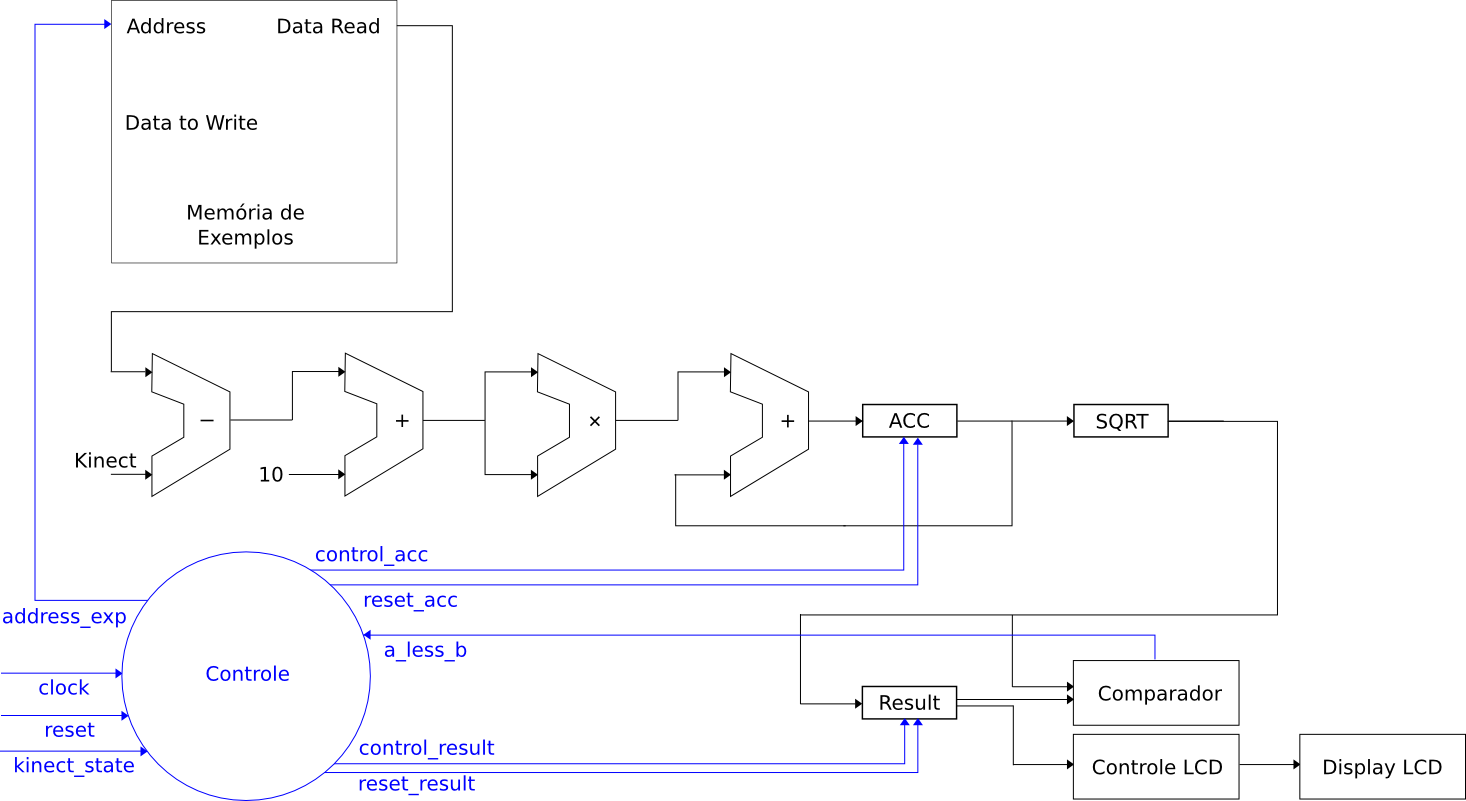 Address
Data Read
Data to Write
Memória de
Exemplos
−
+
×
+
ACC
SQRT
Kinect
10
control_acc
reset_acc
address_exp
a_less_b
Controle
clock
reset
kinect_state
Comparador
Result
control_result
reset_result
Controle LCD
Display LCD